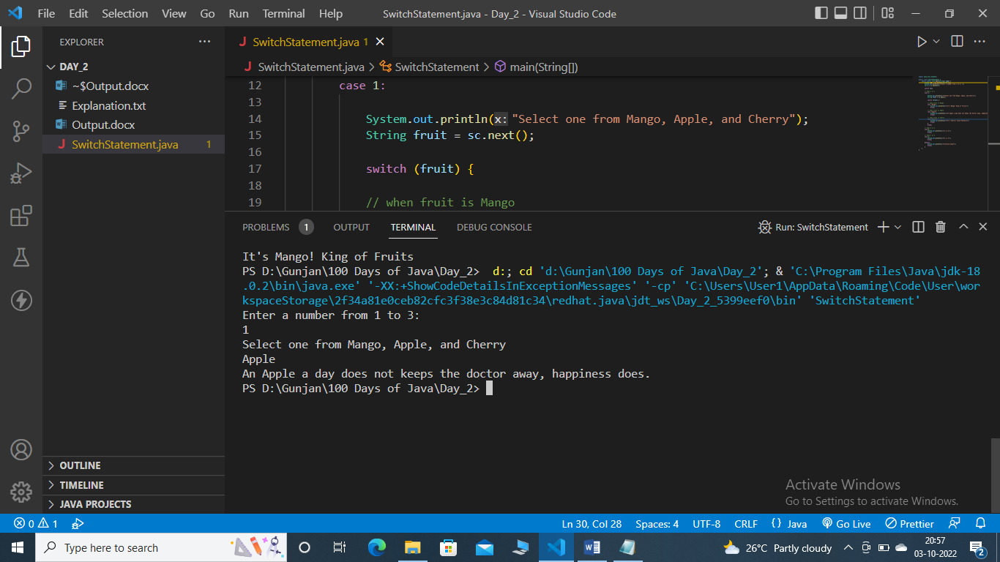 File Edit Selection View Go Run Terminal Help SwitchStatement.java - Day_2 - Visual Studio Code
EXPLORER
DAY_2
~$Output.docx
Explanation.txt
Output.docx
SwitchStatement.java 1
OUTLINE
TIMELINE
JAVA PROJECTS
J SwitchStatement.java 1
J SwitchStatement.java > SwitchStatement > main(String[])
12 case 1:
13
14 System.out.println(x: "Select one from Mango, Apple, and Cherry");
15 String fruit = sc.next();
16
17 switch (fruit) {
18
19 // when fruit is Mango
PROBLEMS 1 OUTPUT TERMINAL DEBUG CONSOLE Run: SwitchStatement
It's Mango! King of Fruits
PS D:\Gunjan\100 Days of Java\Day_2>  d:; cd 'd:\Gunjan\100 Days of Java\Day_2'; & 'C:\Program Files\Java\jdk-18
.0.2\bin\java.exe' '-XX:+ShowCodeDetailsInExceptionMessages' '-cp' 'C:\Users\User1\AppData\Roaming\Code\User\wor
kspaceStorage\2f34a81e0ceb82cfc3f38e3c84d81c34\redhat.java\jdt_ws\Day_2_5399eef0\bin' 'SwitchStatement'
Enter a number from 1 to 3:
1
Select one from Mango, Apple, and Cherry
Apple
An Apple a day does not keeps the doctor away, happiness does.
PS D:\Gunjan\100 Days of Java\Day_2>
Activate Windows
Go to Settings to activate Windows.
0 1 Ln 30, Col 28 Spaces: 4 UTF-8 CRLF {} Java Go Live Prettier
Type here to search 26°C Partly cloudy 20:57
03-10-2022 2